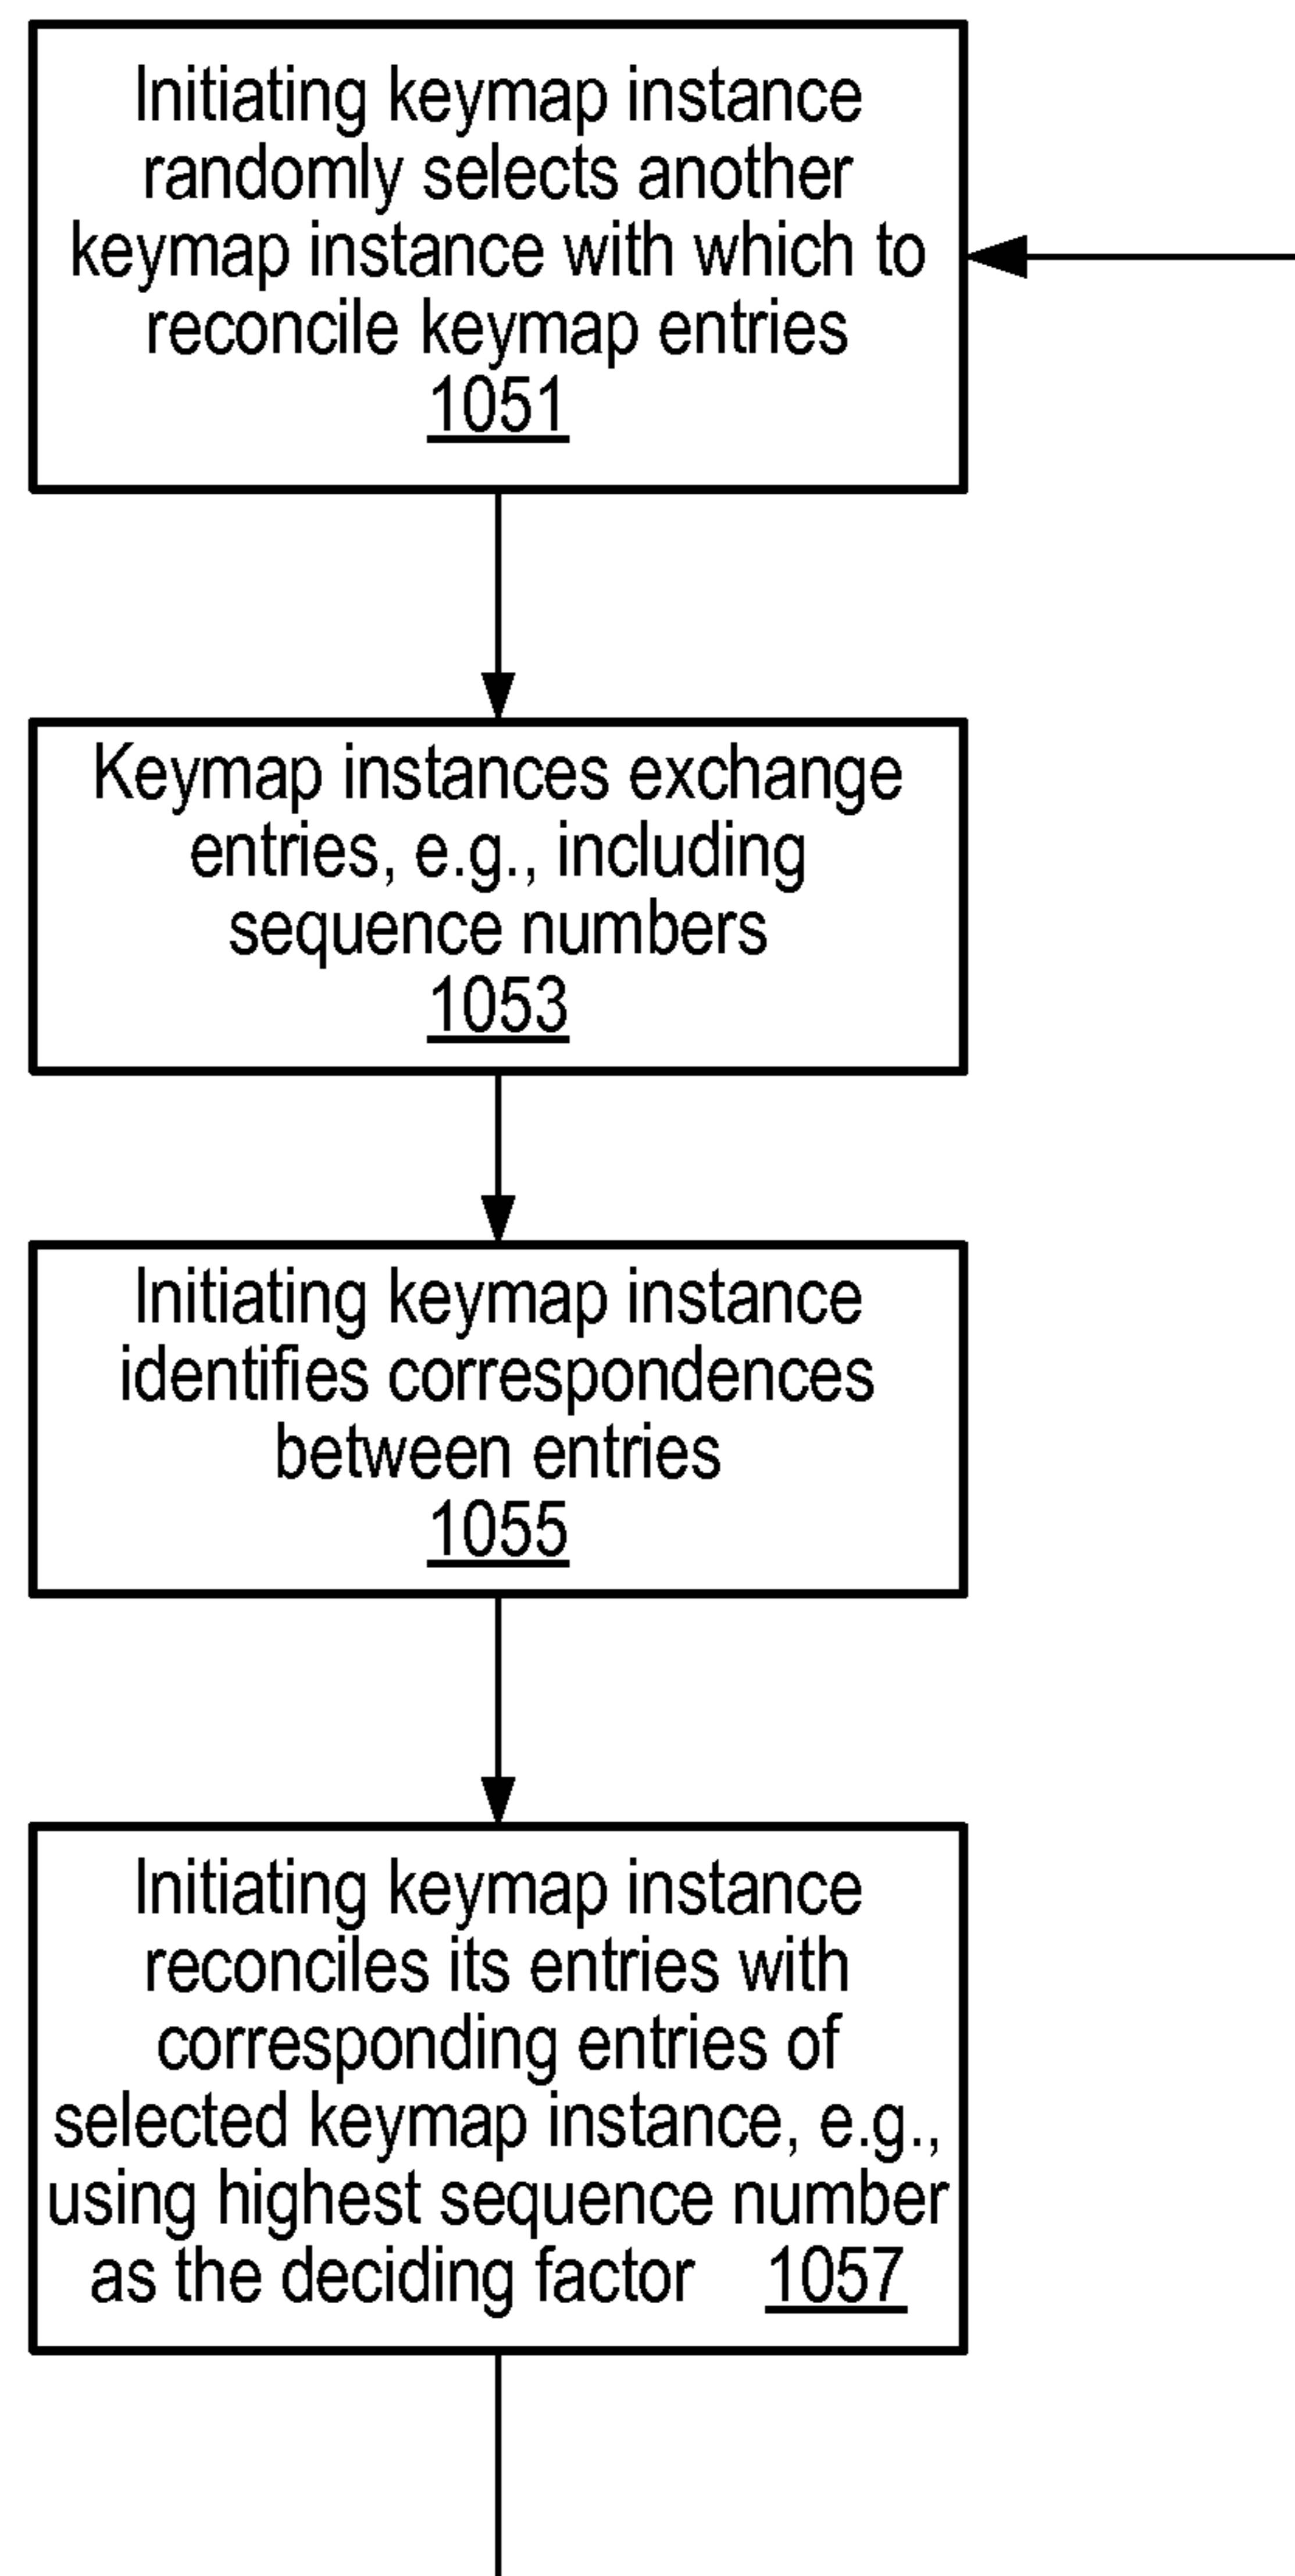 Initiating keymap instance
randomly selects another
keymap instance with which to
reconcile keymap entries
1051
Keymap instances exchange
entries, e.g., including
sequence numbers
1053
Initiating keymap instance
identifies correspondences
between entries
1055
Initiating keymap instance
reconciles its entries with
corresponding entries of
selected keymap instance, e.g.,
using highest sequence number
as the deciding factor 1057